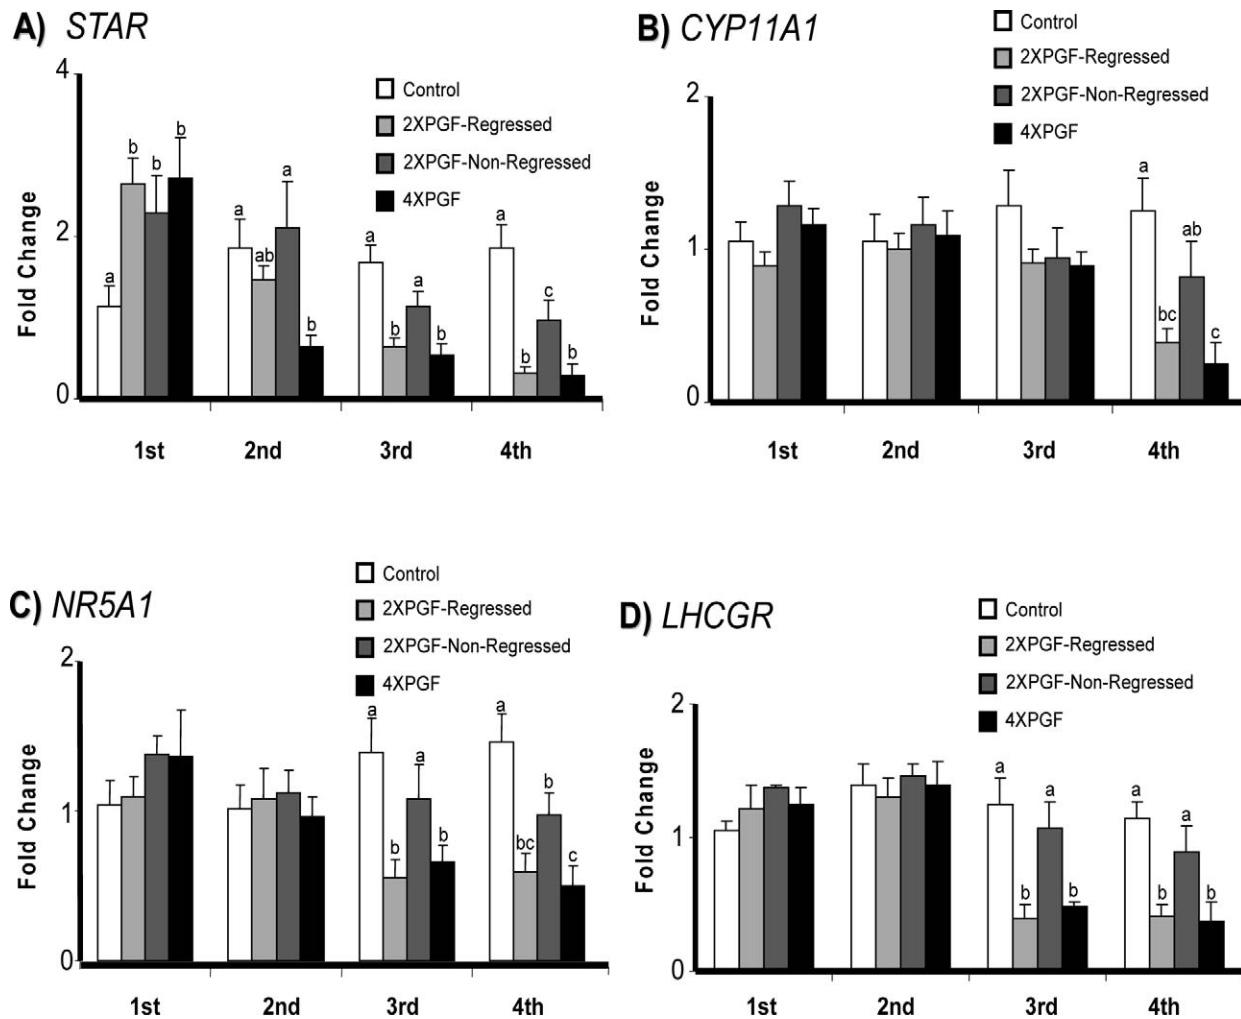 A) STAR
4
2
0
Fold Change
Control
2XPGF-Regressed
2XPGF-Non-Regressed
4XPGF
a
b
b
b
a
ab
a
b
a
b
a
b
a
b
c
b
1st
2nd
3rd
4th
B) CYP11A1
2
1
0
Fold Change
Control
2XPGF-Regressed
2XPGF-Non-Regressed
4XPGF
a
bc
ab
c
1st
2nd
3rd
4th
C) NR5A1
2
1
0
Fold Change
Control
2XPGF-Regressed
2XPGF-Non-Regressed
4XPGF
a
b
a
b
a
bc
b
c
1st
2nd
3rd
4th
D) LHCGR
2
1
0
Fold Change
Control
2XPGF-Regressed
2XPGF-Non-Regressed
4XPGF
a
b
a
b
a
b
a
b
1st
2nd
3rd
4th